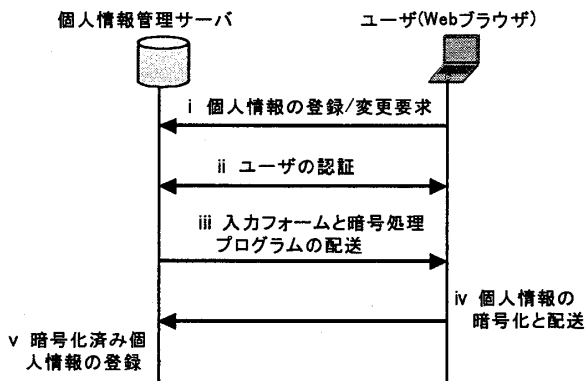 個人情報管理サーバ
ユーザ(Webブラウザ)
i 個人情報の登録/変更要求
ii ユーザの認証
iii 入力フォームと暗号処理
プログラムの配送
iv 個人情報の
暗号化と配送
v 暗号化済み個
人情報の登録